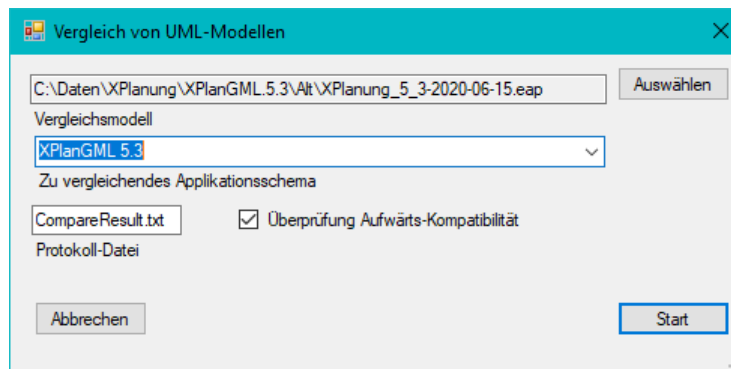 Vergleich von UML-Modellen
C:\Daten\XPlanung\XPlanGML.5.3\Alt\XPlanung_5_3-2020-06-15.eap Auswählen
Vergleichsmodell
XPlanGML 5.3
Zu vergleichendes Applikationsschema
CompareResult.txt Überprüfung Aufwärts-Kompatibilität
Protokoll-Datei
Abbrechen Start